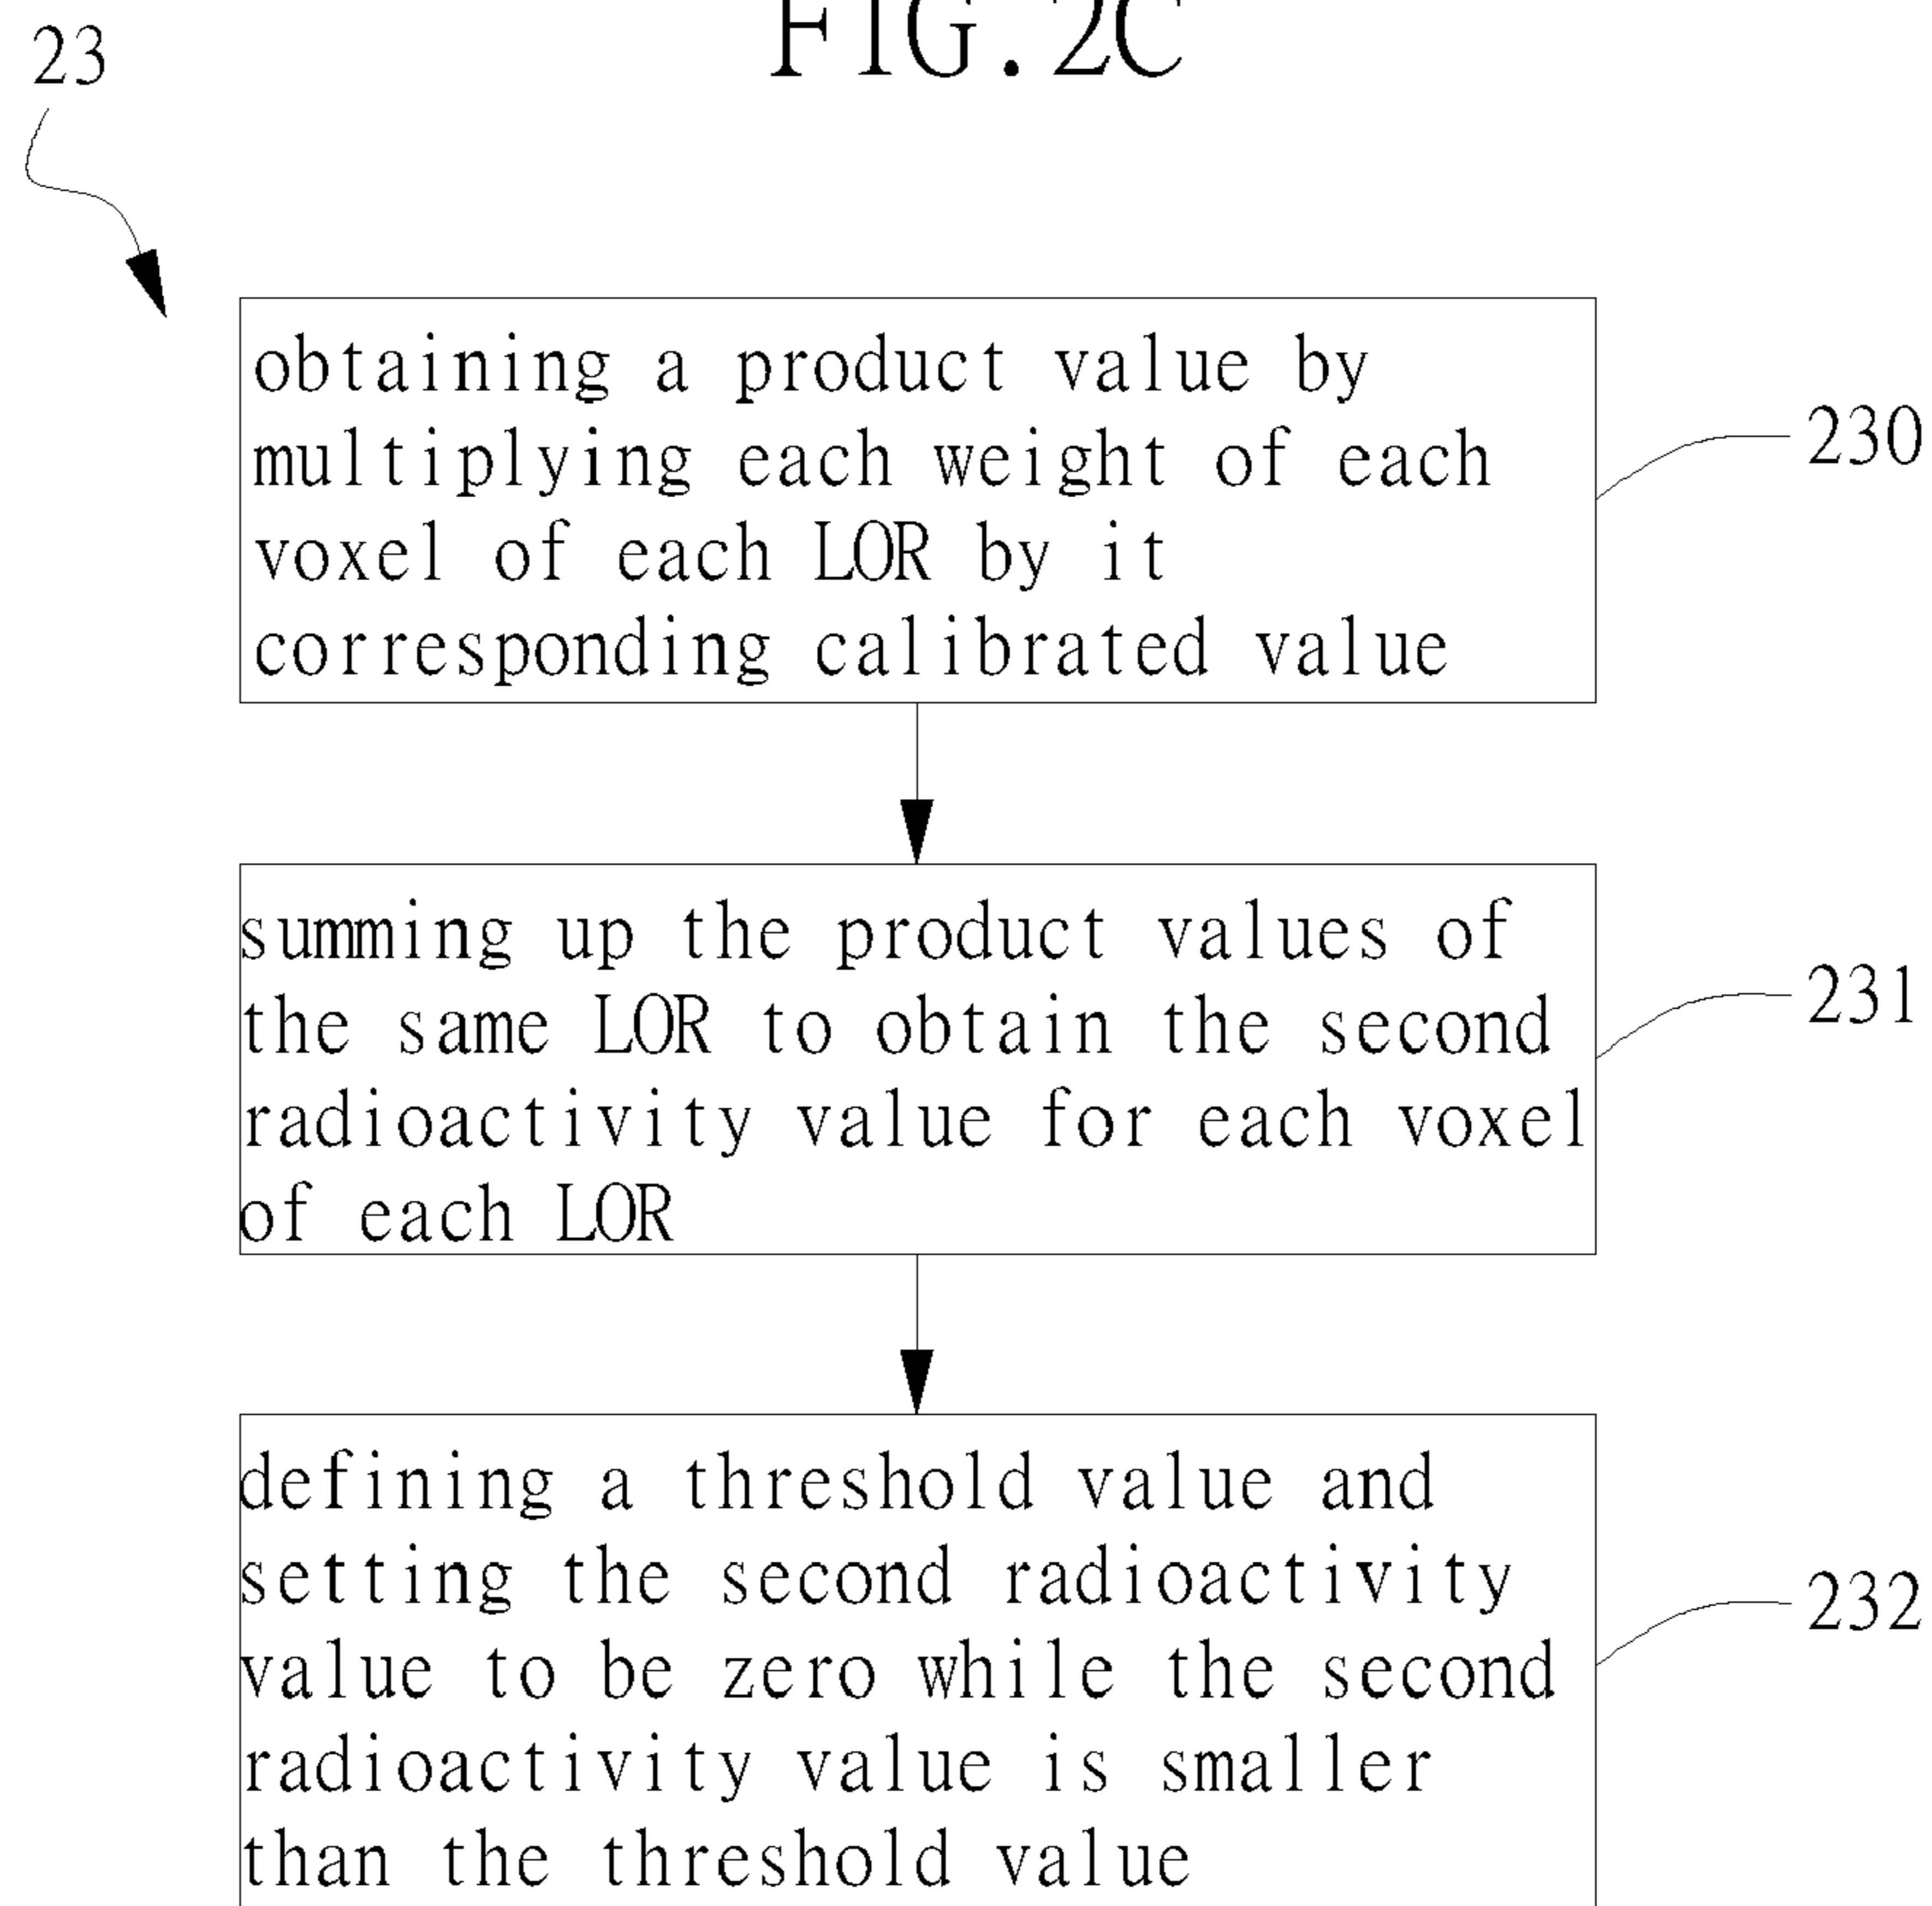 FIG. 2C
23
obtaining a product value by
multiplying each weight of each
voxel of each LOR by it
corresponding calibrated value
230
summing up the product values of
the same LOR to obtain the second
radioactivity value for each voxel
of each LOR
231
defining a threshold value and
setting the second radioactivity
value to be zero while the second
radioactivity value is smaller
than the threshold value
232